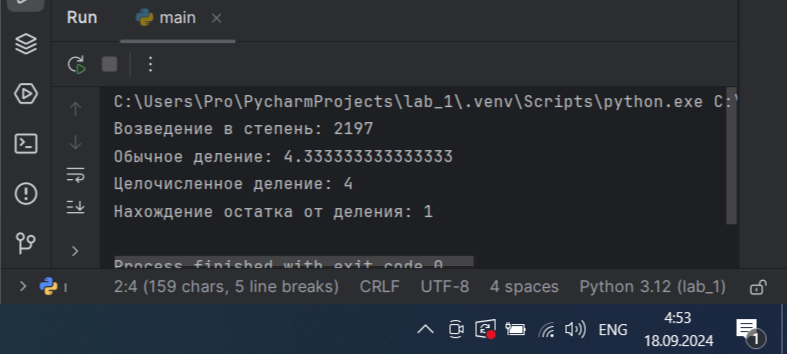 Run
main
C:\Users\Pro\PycharmProjects\lab_1\.venv\Scripts\python.exe C:\
Возведение в степень: 2197
Обычное деление: 4.333333333333333
Целочисленное деление: 4
Нахождение остатка от деления: 1
Process finished with exit code 0
2:4 (159 chars, 5 line breaks) CRLF UTF-8 4 spaces Python 3.12 (lab_1)
ENG
4:53
18.09.2024
1